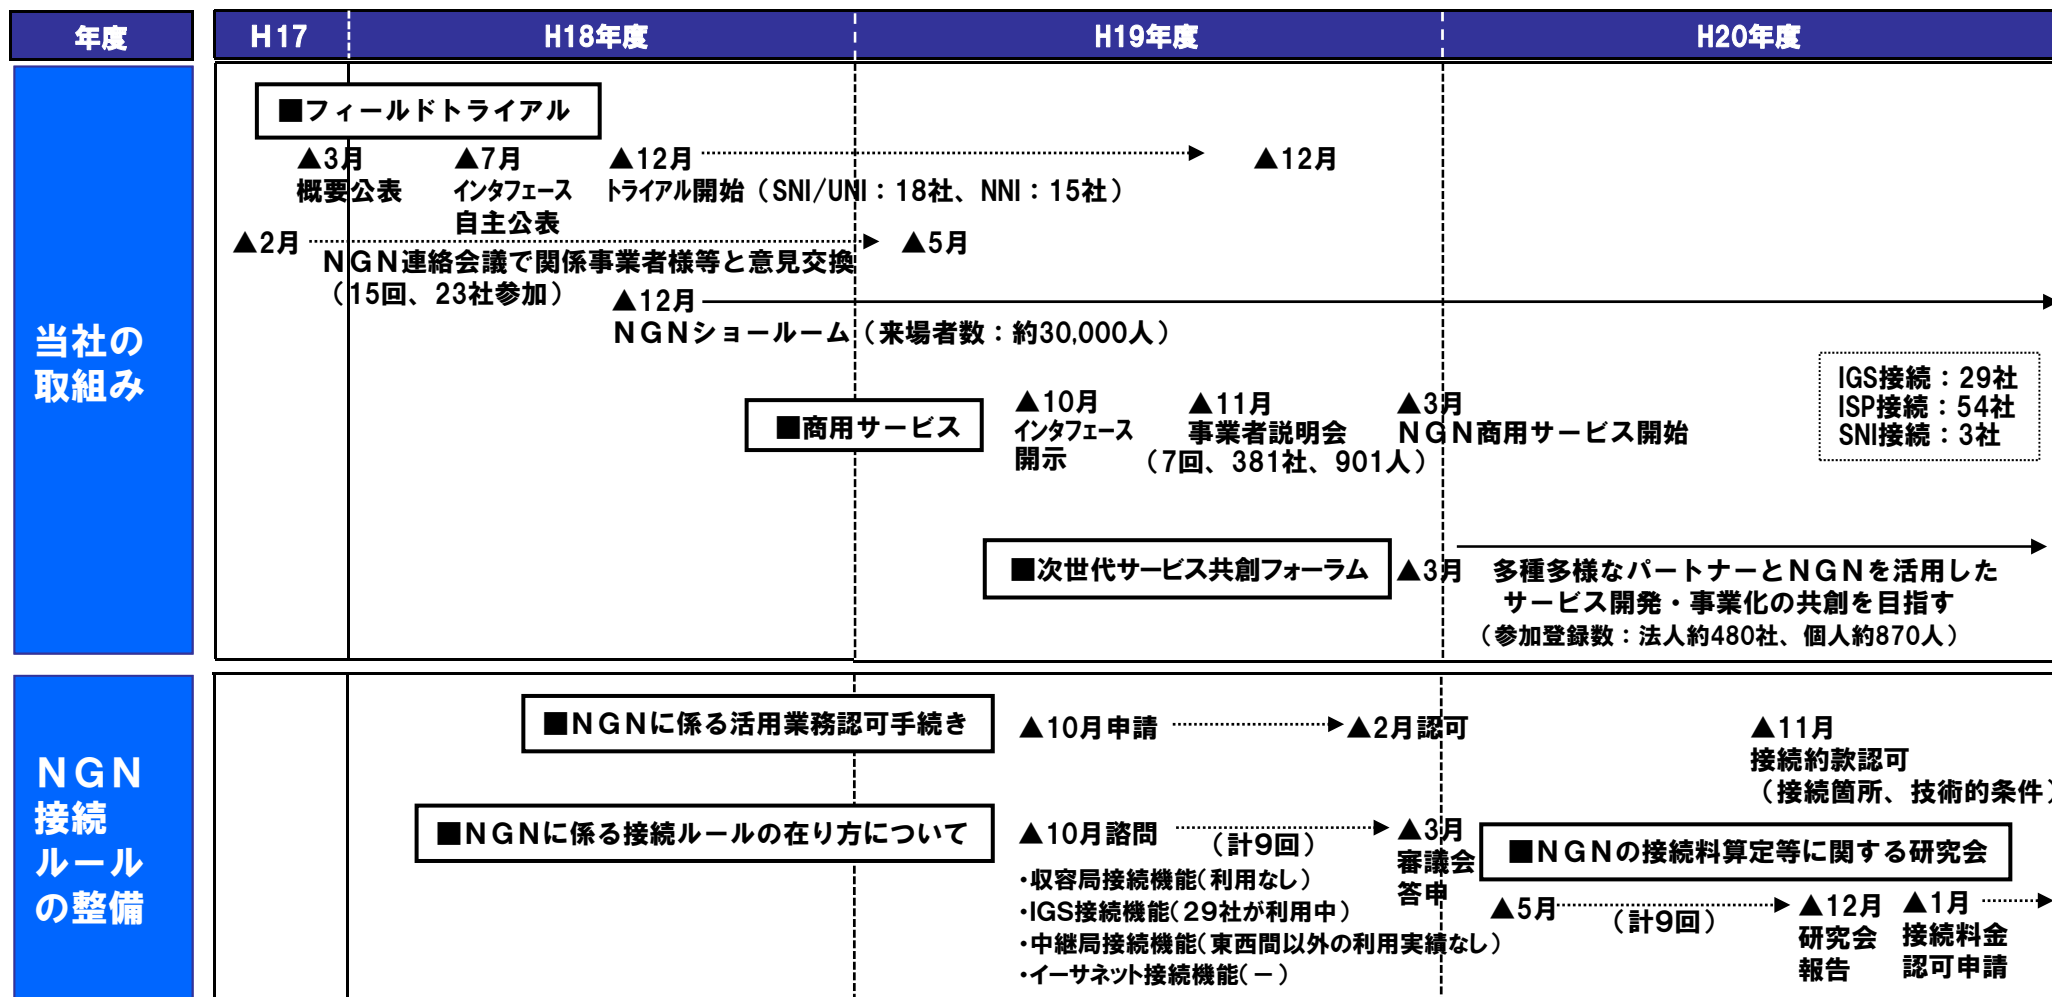 年度
H17
H18年度
H19年度
H20年度
当社の
取組み
■フィールドトライアル
▲3月
概要公表
▲7月
インタフェース
自主公表
▲12月
トライアル開始（SNI/UNI：18社、NNI：15社）
▲12月
▲2月
▲5月
NGN連絡会議で関係事業者様等と意見交換
（15回、23社参加）
▲12月
NGNショールーム（来場者数：約30,000人）
■商用サービス
▲10月
インタフェース
開示
▲11月
事業者説明会
（7回、381社、901人）
▲3月
NGN商用サービス開始
IGS接続：29社
ISP接続：54社
SNI接続：3社
■次世代サービス共創フォーラム
▲3月
多種多様なパートナーとNGNを活用した
サービス開発・事業化の共創を目指す
（参加登録数：法人約480社、個人約870人）
NGN
接続
ルール
の整備
■NGNに係る活用業務認可手続き
▲10月申請
▲2月認可
▲11月
接続約款認可
（接続箇所、技術的条件）
■NGNに係る接続ルールの在り方について
▲10月諮問
（計9回）
▲3月
審議会
答申
・収容局接続機能（利用なし）
・IGS接続機能（29社が利用中）
・中継局接続機能（東西間以外の利用実績なし）
・イーサネット接続機能（－）
■NGNの接続料算定等に関する研究会
▲5月
（計9回）
▲12月
研究会
報告
▲1月
接続料金
認可申請